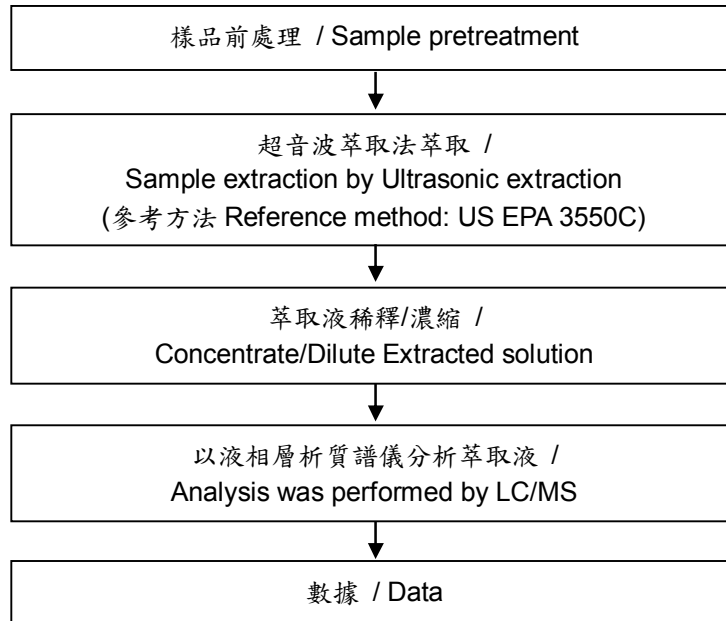 樣品前處理 / Sample pretreatment
超音波萃取法萃取 /
Sample extraction by Ultrasonic extraction
(參考方法 Reference method: US EPA 3550C)
萃取液稀釋/濃縮 /
Concentrate/Dilute Extracted solution
以液相層析質譜儀分析萃取液 /
Analysis was performed by LC/MS
數據 / Data